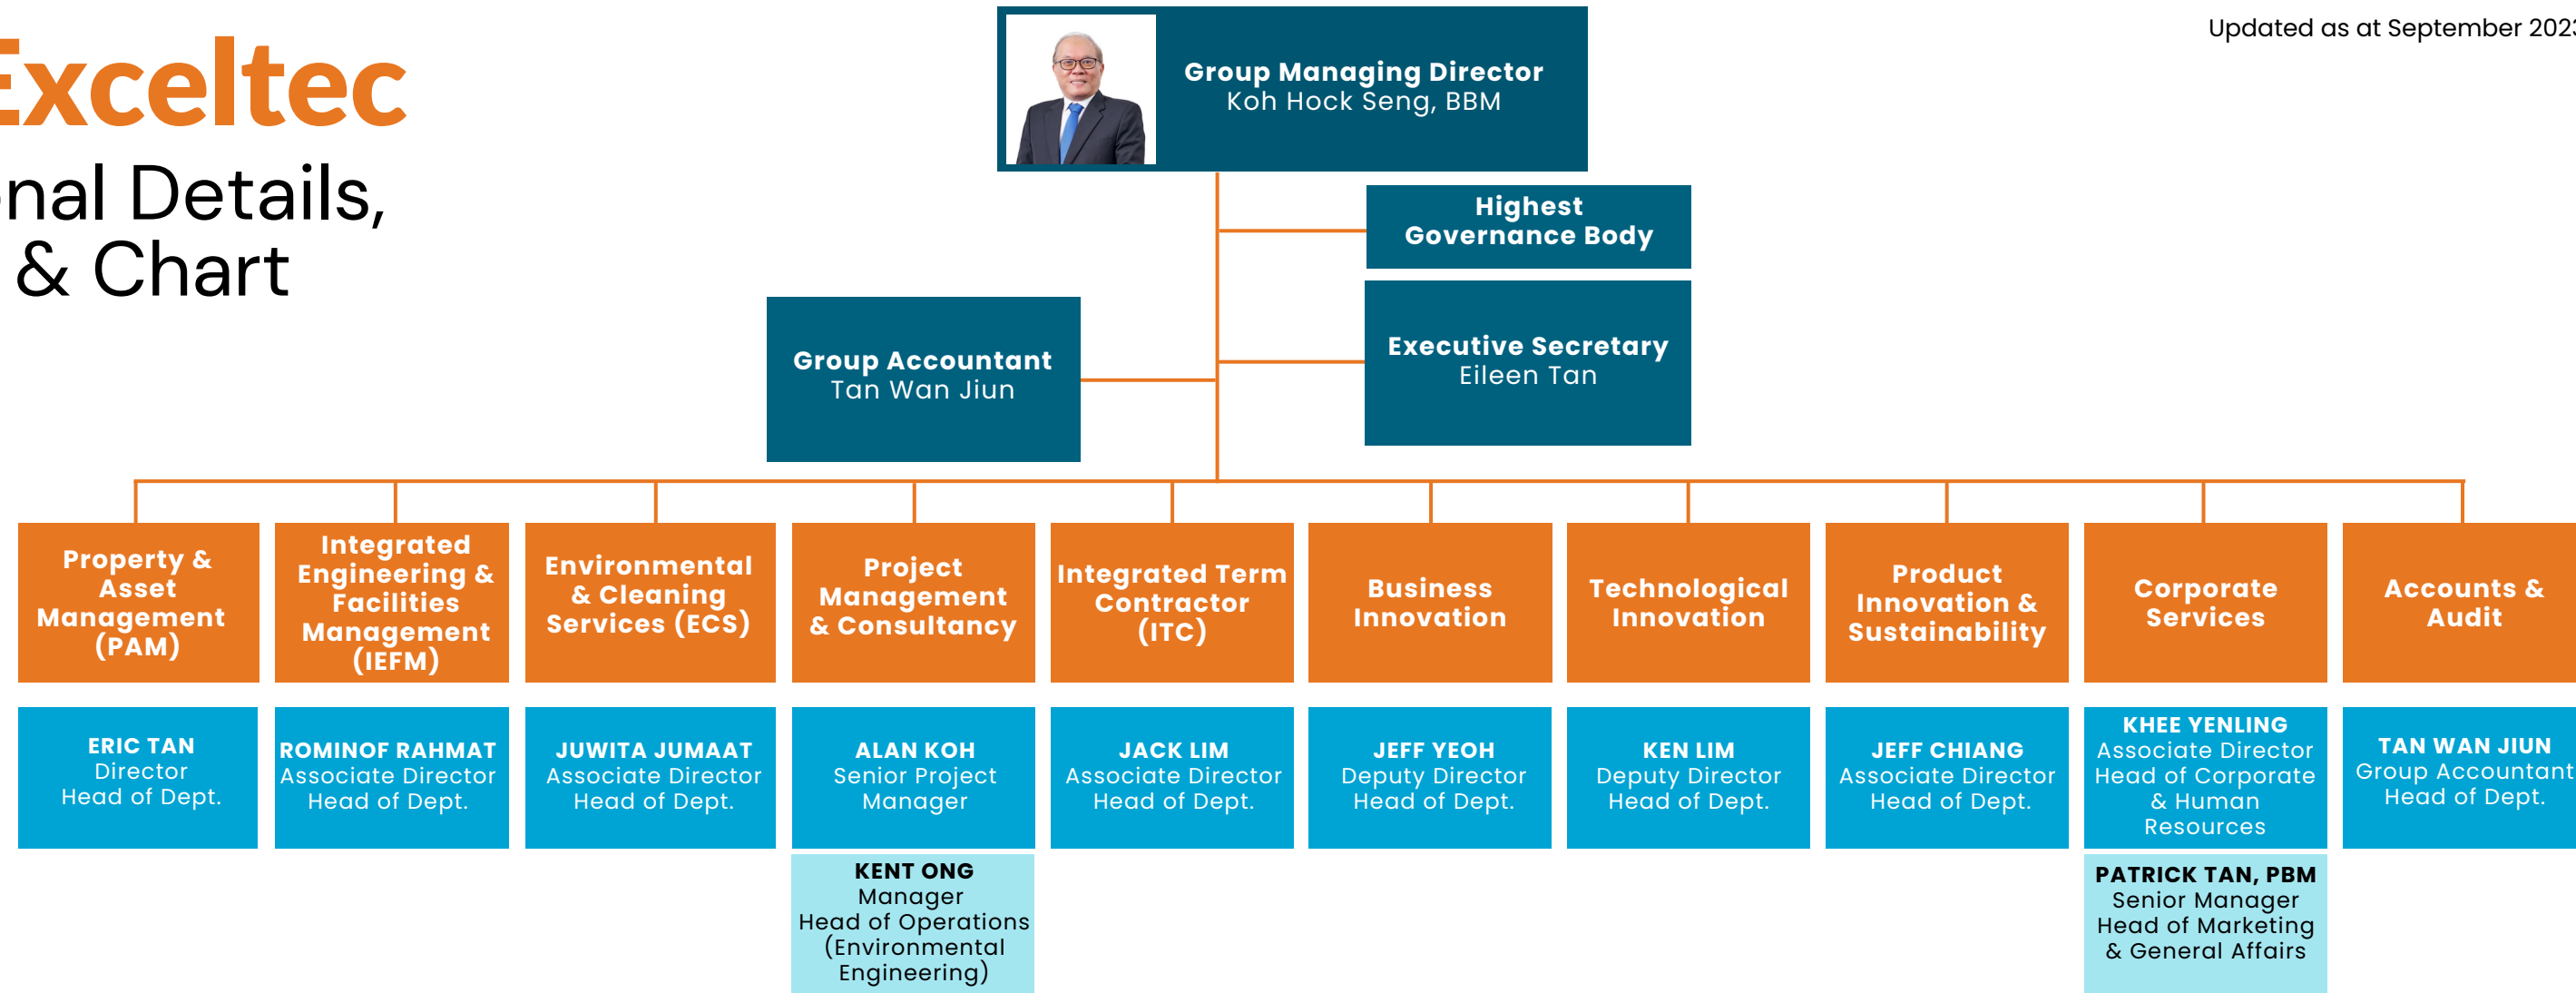 Exceltec
nal Details,
& Chart
Updated as at September 2023
Group Managing Director
Koh Hock Seng, BBM
Highest
Governance Body
Group Accountant
Tan Wan Jiun
Executive Secretary
Eileen Tan
Property &
Asset
Management
(PAM)
Integrated
Engineering &
Facilities
Management
(IEFM)
Environmental
& Cleaning
Services (ECS)
Project
Management
& Consultancy
Integrated Term
Contractor
(ITC)
Business
Innovation
Technological
Innovation
Product
Innovation &
Sustainability
Corporate
Services
Accounts &
Audit
ERIC TAN
Director
Head of Dept.
ROMINOF RAHMAT
Associate Director
Head of Dept.
JUWITA JUMAAT
Associate Director
Head of Dept.
ALAN KOH
Senior Project
Manager
JACK LIM
Associate Director
Head of Dept.
JEFF YEOH
Deputy Director
Head of Dept.
KEN LIM
Deputy Director
Head of Dept.
JEFF CHIANG
Associate Director
Head of Dept.
KHEE YENLING
Associate Director
Head of Corporate
& Human
Resources
TAN WAN JIUN
Group Accountant
Head of Dept.
KENT ONG
Manager
Head of Operations
(Environmental
Engineering)
PATRICK TAN, PBM
Senior Manager
Head of Marketing
& General Affairs